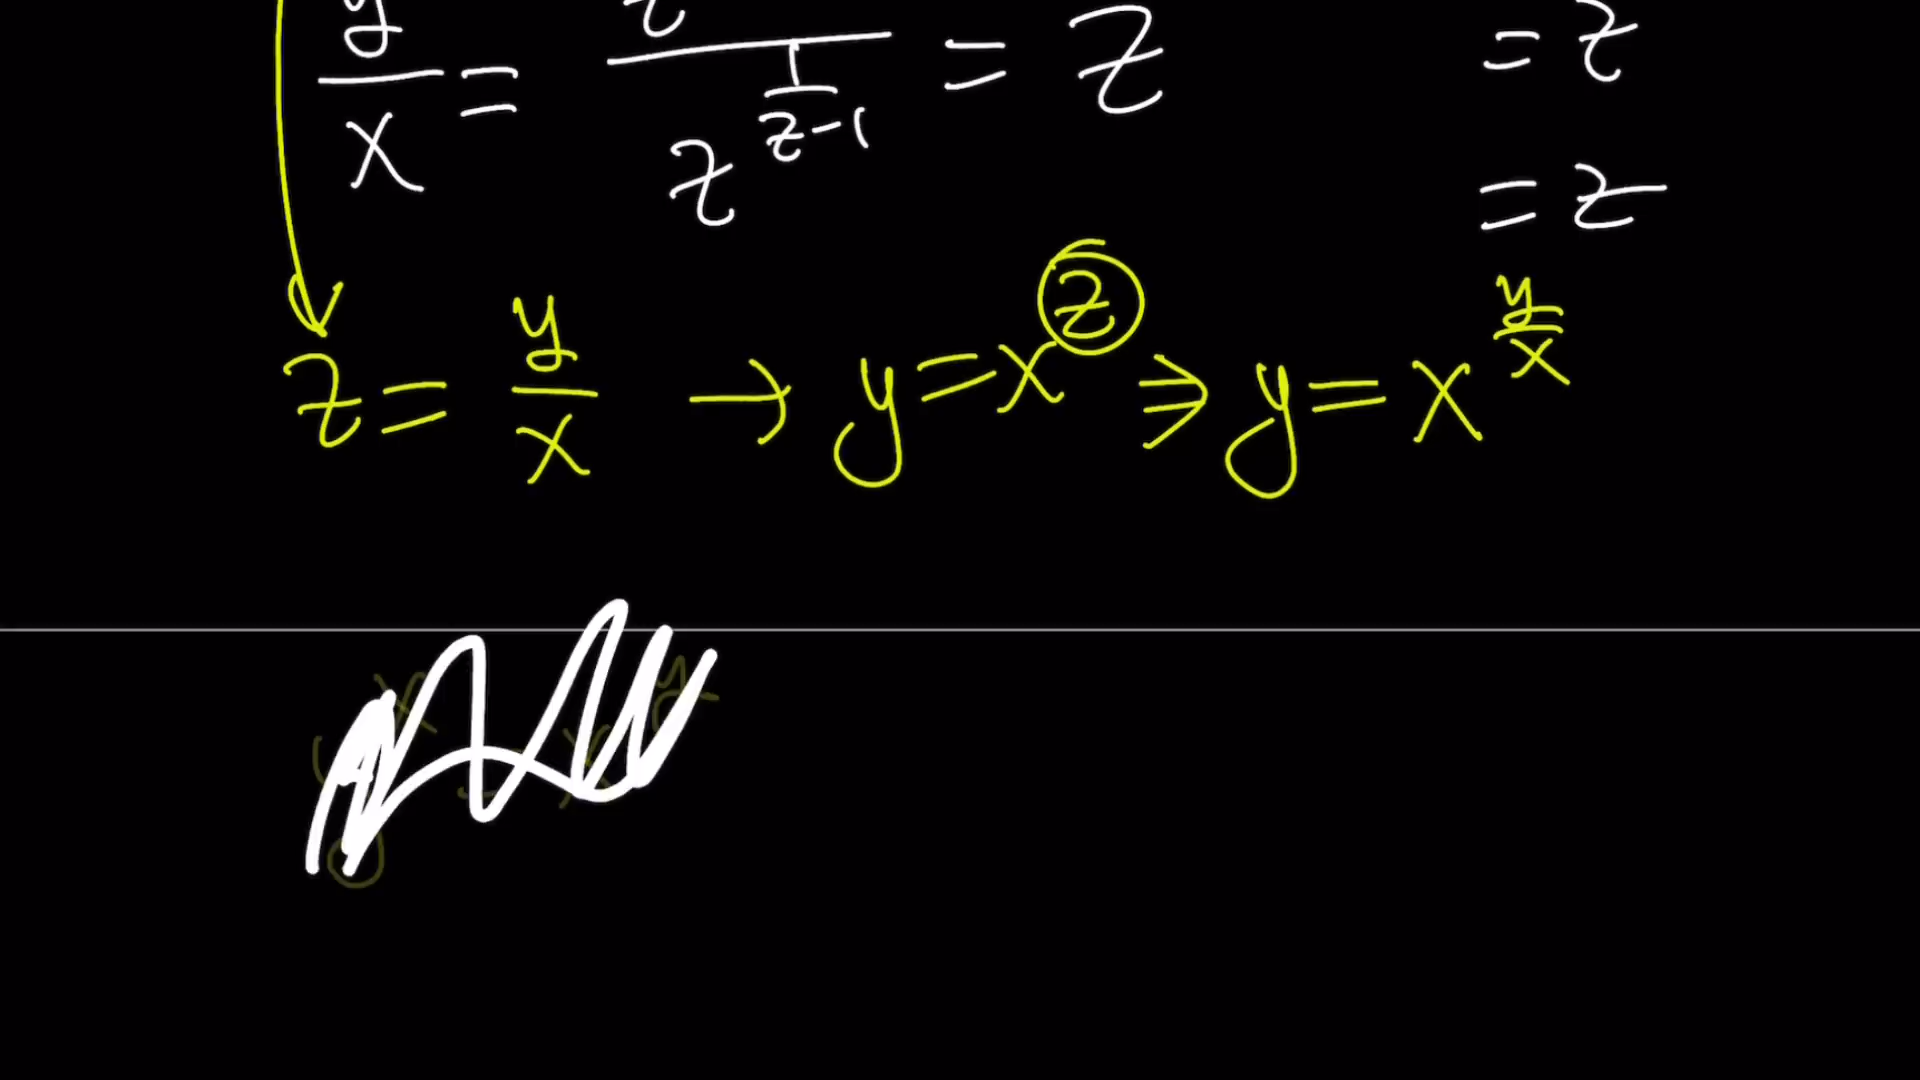 y/x = z/z^(1/(z-1)) = z
= z
= z
z = y/x → y = x^z ⇒ y = x^(y/x)